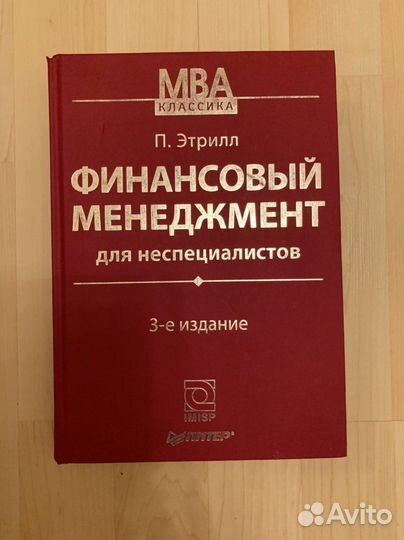 MBA
КЛАССИКА
П. Этрилл
ФИНАНСОВЫЙ
МЕНЕДЖМЕНТ
для неспециалистов
3-е издание
IMISP
ПИТЕР®
Avito